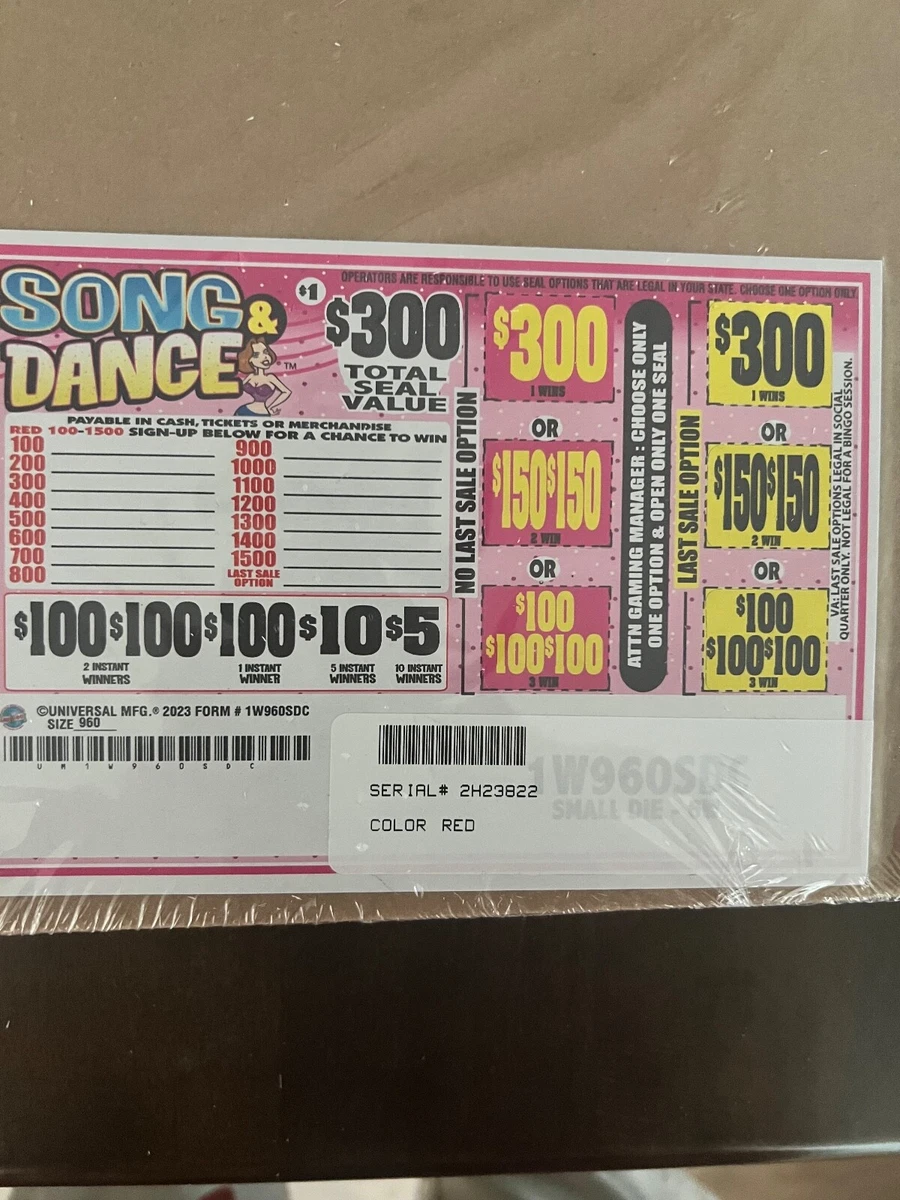 SONG &
DANCE™
$1
OPERATORS ARE RESPONSIBLE TO USE SEAL OPTIONS THAT ARE LEGAL IN YOUR STATE. CHOOSE ONE OPTION ONLY.
$300
TOTAL
SEAL
VALUE
PAYABLE IN CASH, TICKETS OR MERCHANDISE
RED 100-1500 SIGN-UP BELOW FOR A CHANCE TO WIN
100
200
300
400
500
600
700
800
900
1000
1100
1200
1300
1400
1500
LAST SALE
OPTION
$100 $100 $100 $10 $5
2 INSTANT WINNERS
1 INSTANT WINNER
5 INSTANT WINNERS
10 INSTANT WINNERS
NO LAST SALE OPTION
$300
1 WINS
OR
$150 $150
2 WIN
OR
$100
$100 $100
3 WIN
ATTN GAMING MANAGER: CHOOSE ONLY
ONE OPTION & OPEN ONLY ONE SEAL
LAST SALE OPTION
$300
1 WINS
OR
$150 $150
2 WIN
OR
$100
$100 $100
3 WIN
VA: LAST SALE OPTIONS LEGAL IN SOCIAL
QUARTER ONLY. NOT LEGAL FOR A BINGO SESSION.
©UNIVERSAL MFG.® 2023 FORM # 1W960SDC
SIZE 960
U M 1 W 9 6 0 S D C
1W960SDC
SMALL DIE -
SERIAL# 2H23822
COLOR RED